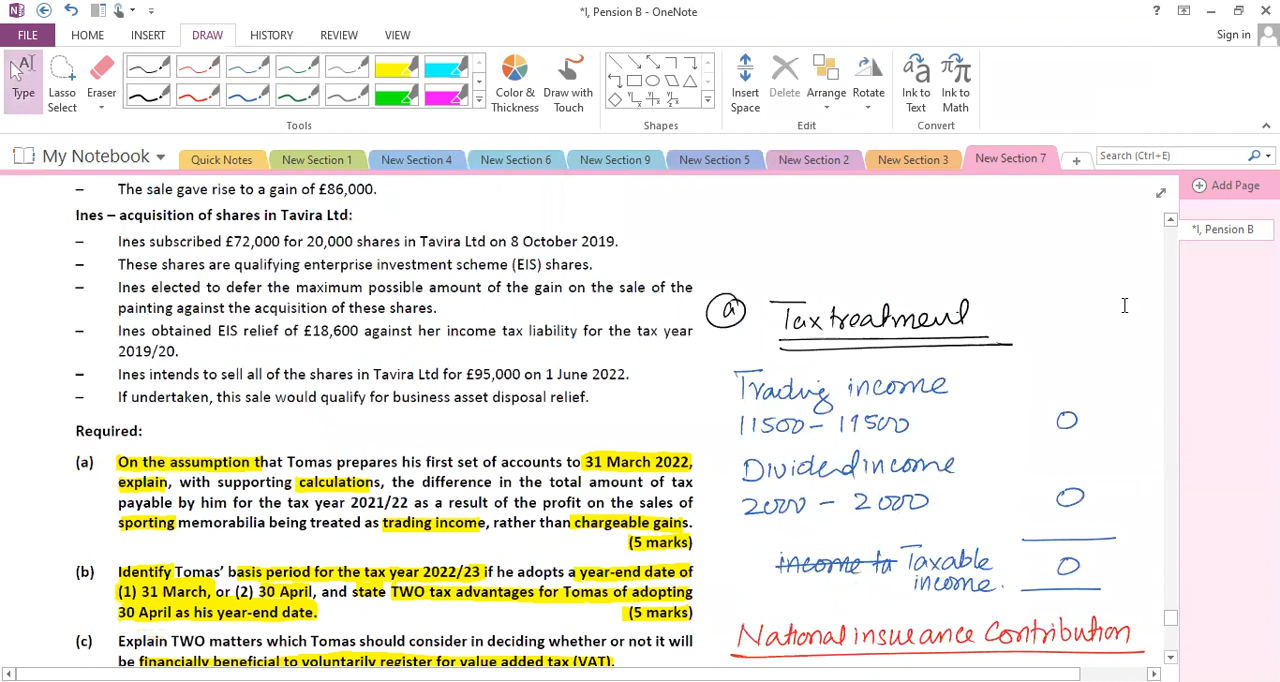 *I, Pension B - OneNote
?
FILE HOME INSERT DRAW HISTORY REVIEW VIEW
Sign in
Type
Lasso Select
Eraser
Color & Thickness
Draw with Touch
Insert Space
Delete
Arrange
Rotate
Ink to Text
Ink to Math
Tools Shapes Edit Convert
My Notebook Quick Notes New Section 1 New Section 4 New Section 6 New Section 9 New Section 5 New Section 2 New Section 3 New Section 7 + Search (Ctrl+E)
Add Page
*I, Pension B
– The sale gave rise to a gain of £86,000.
Ines – acquisition of shares in Tavira Ltd:
– Ines subscribed £72,000 for 20,000 shares in Tavira Ltd on 8 October 2019.
– These shares are qualifying enterprise investment scheme (EIS) shares.
– Ines elected to defer the maximum possible amount of the gain on the sale of the
painting against the acquisition of these shares.
– Ines obtained EIS relief of £18,600 against her income tax liability for the tax year
2019/20.
– Ines intends to sell all of the shares in Tavira Ltd for £95,000 on 1 June 2022.
– If undertaken, this sale would qualify for business asset disposal relief.
Required:
(a) On the assumption that Tomas prepares his first set of accounts to 31 March 2022,
explain, with supporting calculations, the difference in the total amount of tax
payable by him for the tax year 2021/22 as a result of the profit on the sales of
sporting memorabilia being treated as trading income, rather than chargeable gains.
(5 marks)
(b) Identify Tomas' basis period for the tax year 2022/23 if he adopts a year-end date of
(1) 31 March, or (2) 30 April, and state TWO tax advantages for Tomas of adopting
30 April as his year-end date. (5 marks)
(c) Explain TWO matters which Tomas should consider in deciding whether or not it will
be financially beneficial to voluntarily register for value added tax (VAT).
a Tax treatment
Trading income
11500 - 11500 0
Dividend income
2000 - 2000 0
income to Taxable 0
income.
National insurance Contribution